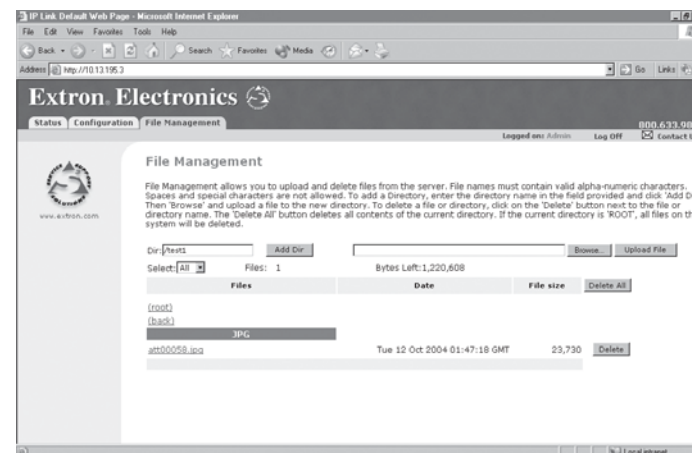 IP Link Default Web Page - Microsoft Internet Explorer
File Edit View Favorites Tools Help
Back Search Favorites Media
Address http://10.13.195.3 Go Links
Extron. Electronics
Status Configuration File Management
800.633.98
Logged on: Admin Log Off Contact
www.extron.com
File Management
File Management allows you to upload and delete files from the server. File names must contain valid alpha-numeric characters.
Spaces and special characters are not allowed. To add a Directory, enter the directory name in the field provided and click 'Add D
Then 'Browse' and upload a file to the new directory. To delete a file or directory, click on the 'Delete' button next to the file or
directory name. The 'Delete All' button deletes all contents of the current directory. If the current directory is 'ROOT', all files on th
system will be deleted.
Dir: /test1 Add Dir Browse... Upload File
Select: All Files: 1 Bytes Left:1,220,608
Files Date File size Delete All
(root)
(back)
JPG
att00058.jpg Tue 12 Oct 2004 01:47:18 GMT 23,730 Delete
Local intranet